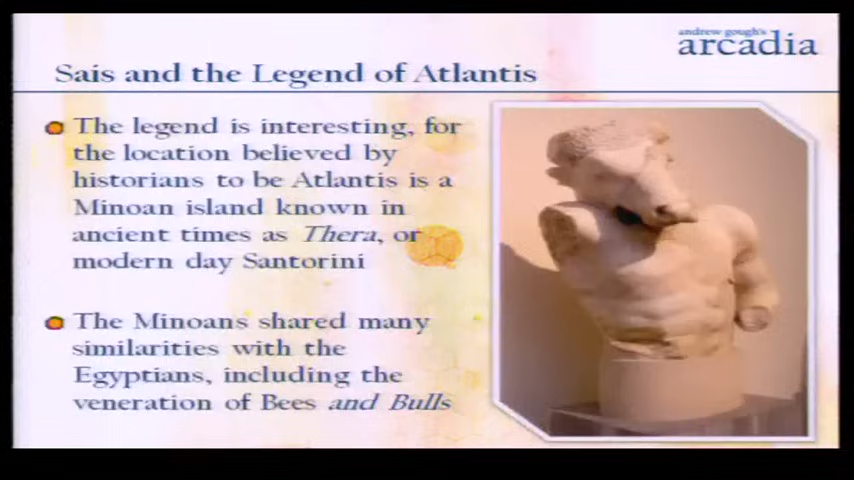 andrew gough's
arcadia
Sais and the Legend of Atlantis
The legend is interesting, for
the location believed by
historians to be Atlantis is a
Minoan island known in
ancient times as Thera, or
modern day Santorini
The Minoans shared many
similarities with the
Egyptians, including the
veneration of Bees and Bulls